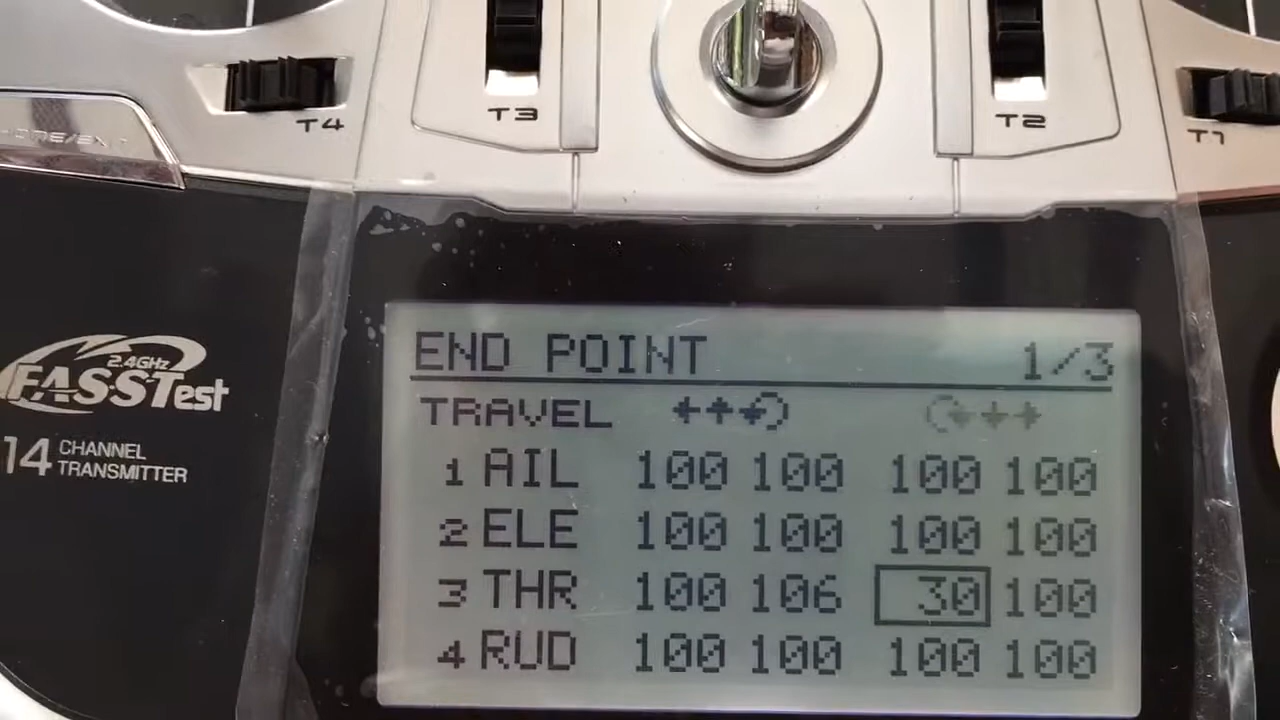 T4
T3
T2
T1
2.4GHz
FASSTest
14 CHANNEL
TRANSMITTER
END POINT 1/3
TRAVEL
1 AIL 100 100 100 100
2 ELE 100 100 100 100
3 THR 100 106 30 100
4 RUD 100 100 100 100